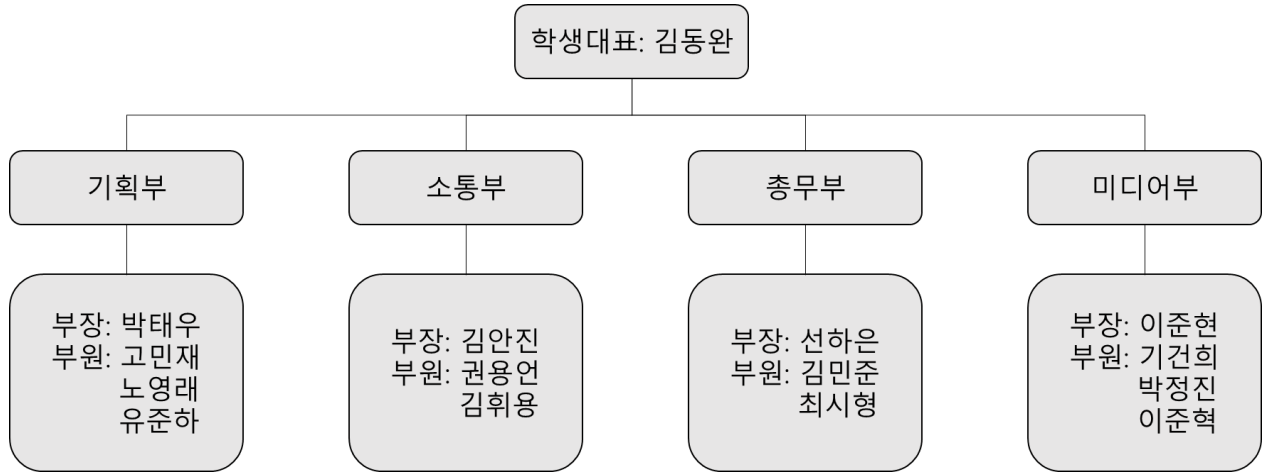 학생대표: 김동완
기획부
소통부
총무부
미디어부
부장: 박태우
부원: 고민재
노영래
유준하
부장: 김안진
부원: 권용언
김휘용
부장: 선하은
부원: 김민준
최시형
부장: 이준현
부원: 기건희
박정진
이준혁